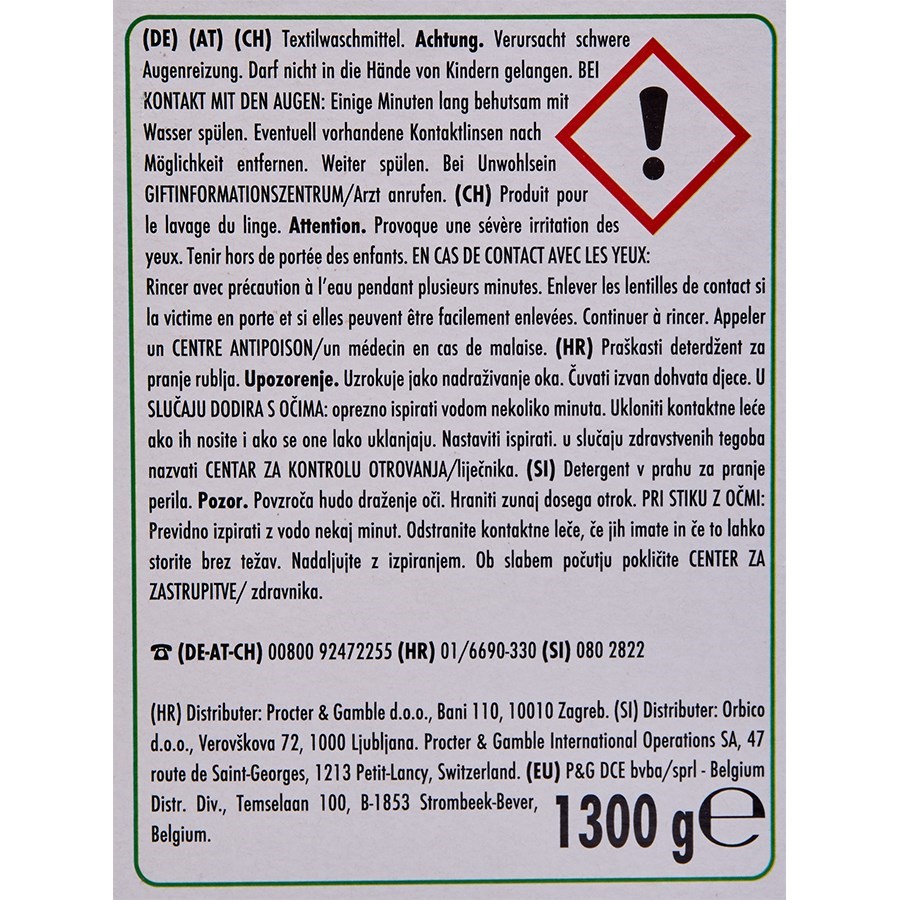 (DE) (AT) (CH) Textilwaschmittel. Achtung. Verursacht schwere
Augenreizung. Darf nicht in die Hände von Kindern gelangen. BEI
KONTAKT MIT DEN AUGEN: Einige Minuten lang behutsam mit
Wasser spülen. Eventuell vorhandene Kontaktlinsen nach
Möglichkeit entfernen. Weiter spülen. Bei Unwohlsein
GIFTINFORMATIONSZENTRUM/Arzt anrufen. (CH) Produit pour
le lavage du linge. Attention. Provoque une sévère irritation des
yeux. Tenir hors de portée des enfants. EN CAS DE CONTACT AVEC LES YEUX:
Rincer avec précaution à l'eau pendant plusieurs minutes. Enlever les lentilles de contact si
la victime en porte et si elles peuvent être facilement enlevées. Continuer à rincer. Appeler
un CENTRE ANTIPOISON/un médecin en cas de malaise. (HR) Praškasti deterdžent za
pranje rublja. Upozorenje. Uzrokuje jako nadraživanje oka. Čuvati izvan dohvata djece. U
SLUČAJU DODIRA S OČIMA: oprezno ispirati vodom nekoliko minuta. Ukloniti kontaktne leće
ako ih nosite i ako se one lako uklanjaju. Nastaviti ispirati. u slučaju zdravstvenih tegoba
nazvati CENTAR ZA KONTROLU OTROVANJA/liječnika. (SI) Detergent v prahu za pranje
perila. Pozor. Povzroča hudo draženje oči. Hraniti zunaj dosega otrok. PRI STIKU Z OČMI:
Previdno izpirati z vodo nekaj minut. Odstranite kontaktne leče, če jih imate in če to lahko
storite brez težav. Nadaljujte z izpiranjem. Ob slabem počutju pokličite CENTER ZA
ZASTRUPITVE/ zdravnika.
☎ (DE-AT-CH) 00800 92472255 (HR) 01/6690-330 (SI) 080 2822
(HR) Distributer: Procter & Gamble d.o.o., Bani 110, 10010 Zagreb. (SI) Distributer: Orbico
d.o.o., Verovškova 72, 1000 Ljubljana. Procter & Gamble International Operations SA, 47
route de Saint-Georges, 1213 Petit-Lancy, Switzerland. (EU) P&G DCE bvba/sprl - Belgium
Distr. Div., Temselaan 100, B-1853 Strombeek-Bever,
Belgium.
1300 g ℮